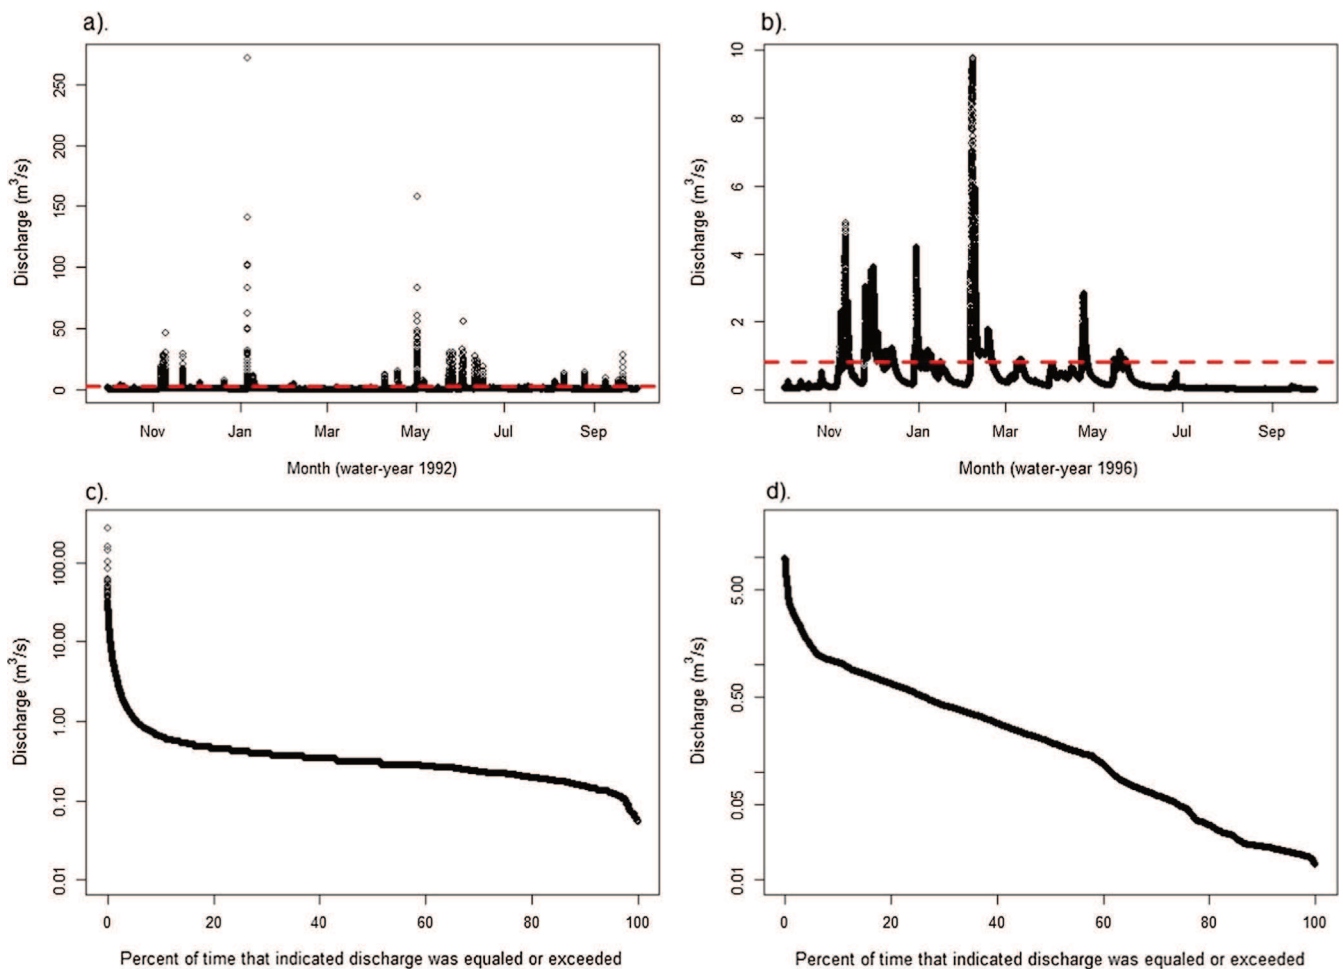 a).
250
200
150
100
50
0
Discharge (m³/s)
Nov Jan Mar May Jul Sep
Month (water-year 1992)
b).
10
8
6
4
2
0
Discharge (m³/s)
Nov Jan Mar May Jul Sep
Month (water-year 1996)
c).
100.00
10.00
1.00
0.10
0.01
Discharge (m³/s)
0 20 40 60 80 100
Percent of time that indicated discharge was equaled or exceeded
d).
5.00
0.50
0.05
0.01
Discharge (m³/s)
0 20 40 60 80 100
Percent of time that indicated discharge was equaled or exceeded